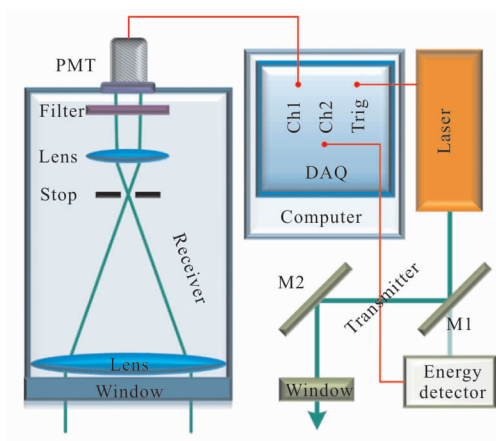 PMT
Filter
Lens
Stop
Receiver
Lens
Window
Ch1
Ch2
Trig
DAQ
Computer
Laser
M2
Transmitter
M1
Window
Energy
detector